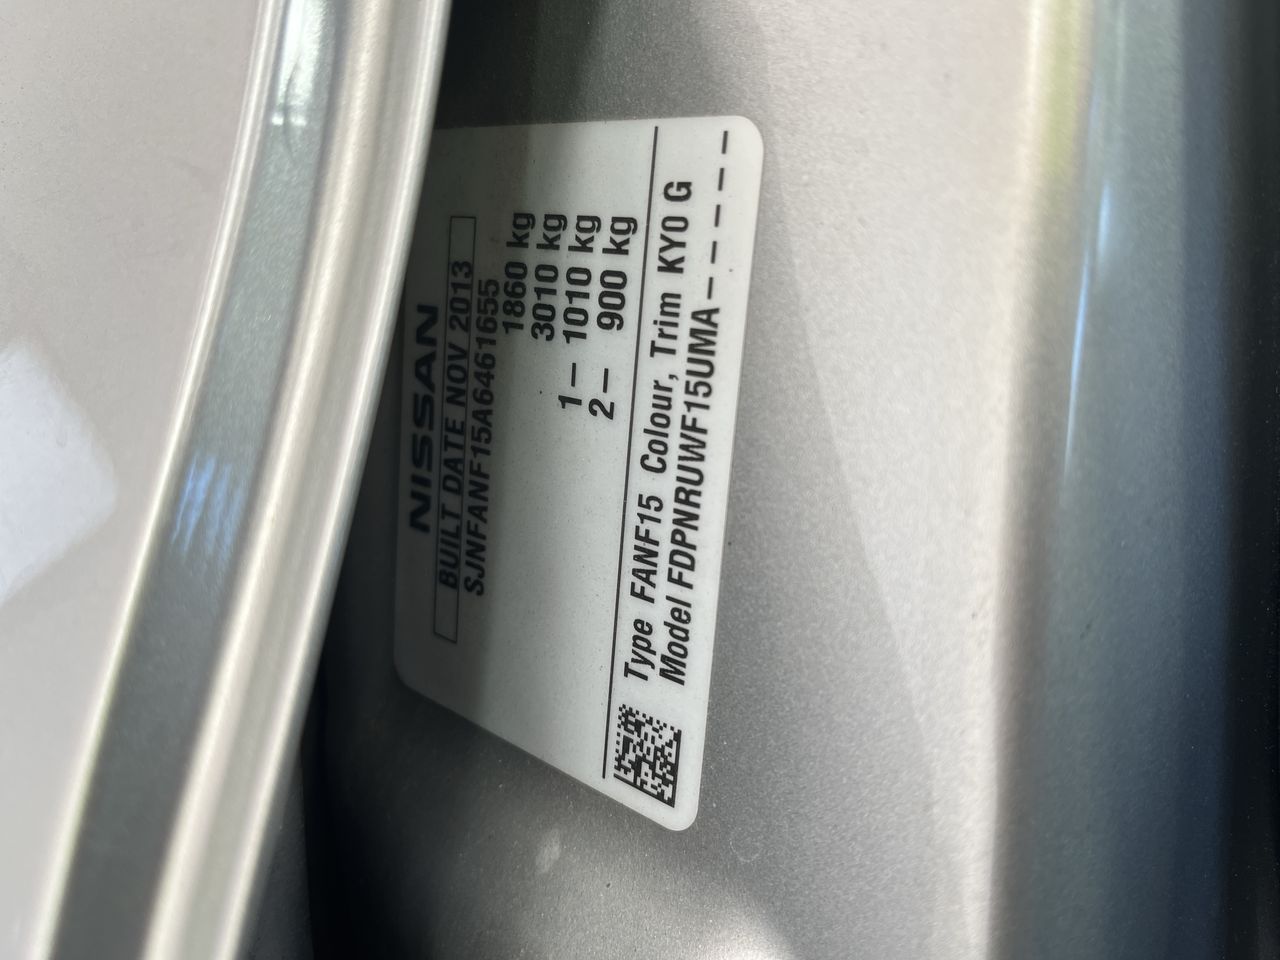 NISSAN
BUILT DATE NOV 2013
SJNFANF15A6461655
1860 kg
3010 kg
1– 1010 kg
2– 900 kg
Type FANF15 Colour, Trim KY0 G
Model FDPNRUWF15UMA–––––